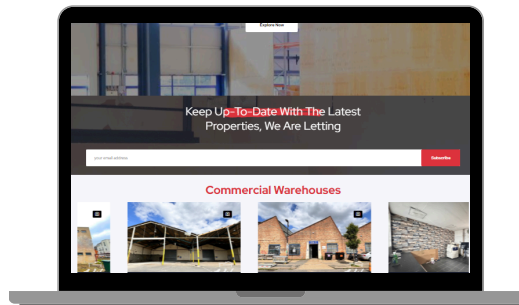 Explore Now
Keep Up-To-Date With The Latest
Properties, We Are Letting
your email address
Subscribe
Commercial Warehouses